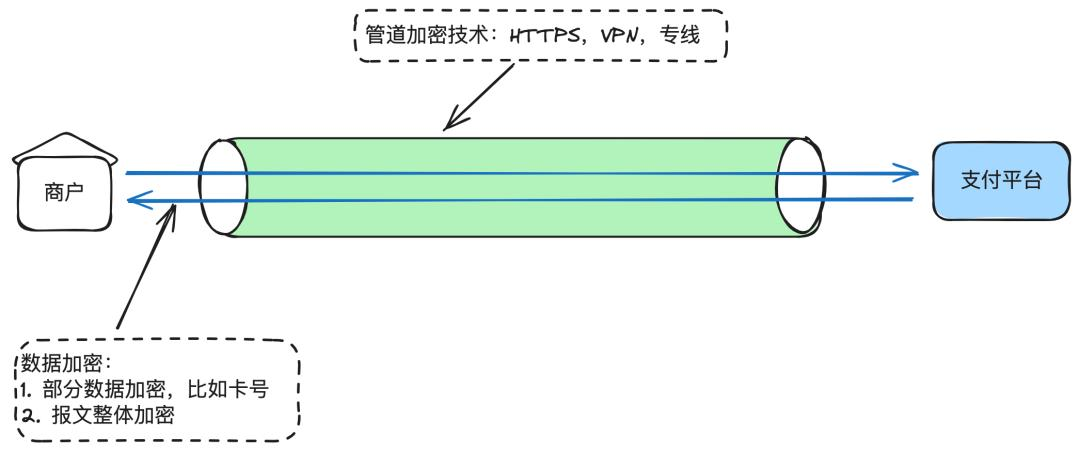 管道加密技术：HTTPS，VPN，专线
商户
支付平台
数据加密：
1. 部分数据加密，比如卡号
2. 报文整体加密